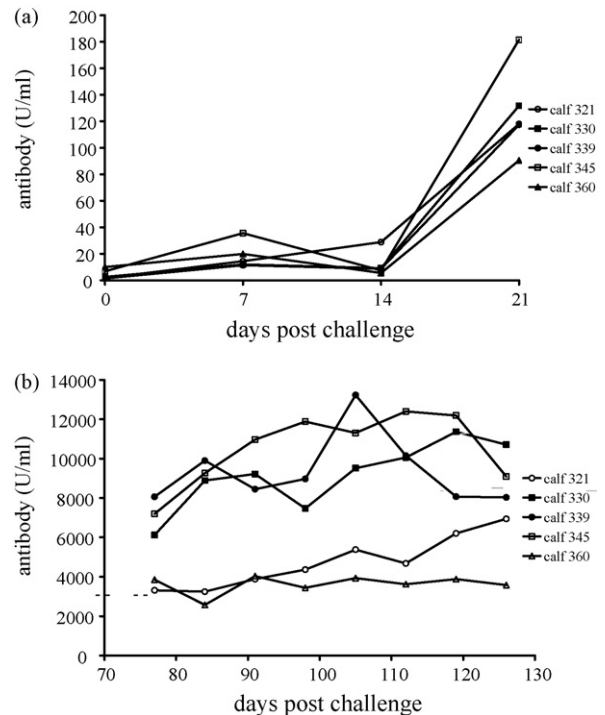 (a)
antibody (U/ml)
200
180
160
140
120
100
80
60
40
20
0
0 7 14 21
days post challenge
calf 321
calf 330
calf 339
calf 345
calf 360
(b)
antibody (U/ml)
14000
12000
10000
8000
6000
4000
2000
0
70 80 90 100 110 120 130
days post challenge
calf 321
calf 330
calf 339
calf 345
calf 360